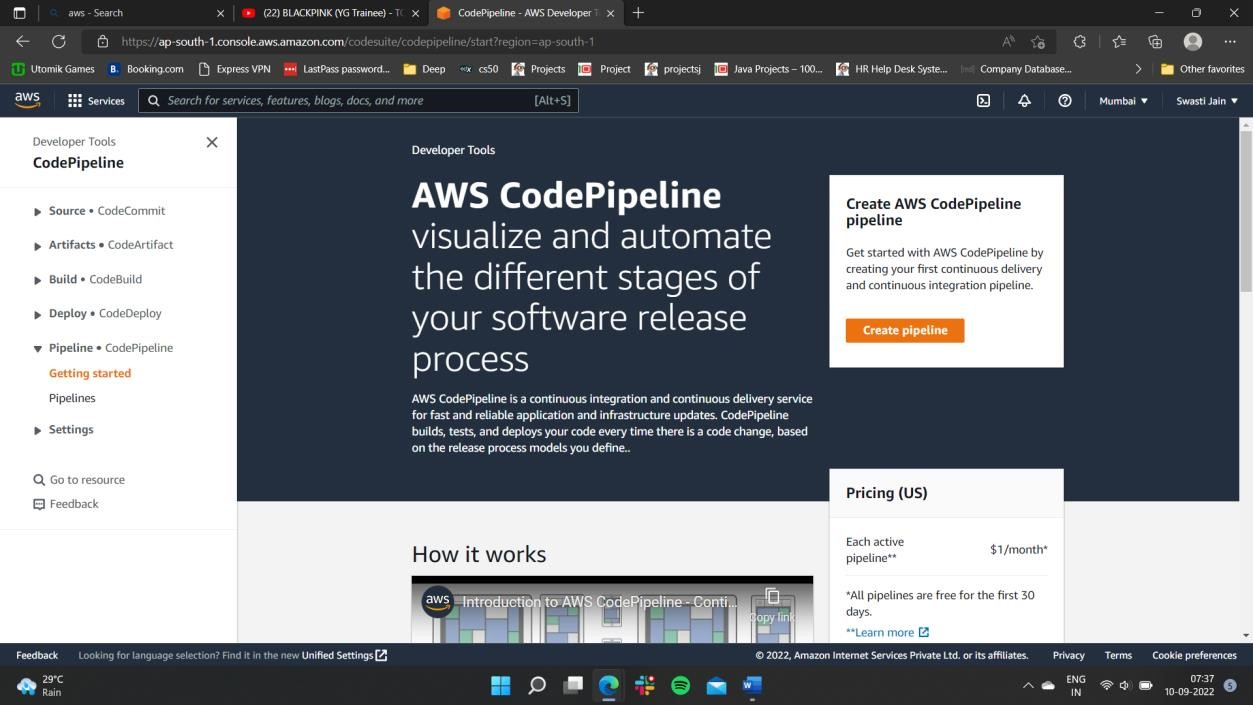 aws - Search
(22) BLACKPINK (YG Trainee) - TO
CodePipeline - AWS Developer T
https://ap-south-1.console.aws.amazon.com/codesuite/codepipeline/start?region=ap-south-1
Utomik Games
Booking.com
Express VPN
LastPass password...
Deep
cs50
Projects
Project
projectsj
Java Projects – 100...
HR Help Desk Syste...
Company Database...
Other favorites
aws
Services
Search for services, features, blogs, docs, and more
[Alt+S]
Mumbai
Swasti Jain
Developer Tools
CodePipeline
Source • CodeCommit
Artifacts • CodeArtifact
Build • CodeBuild
Deploy • CodeDeploy
Pipeline • CodePipeline
Getting started
Pipelines
Settings
Go to resource
Feedback
Developer Tools
AWS CodePipeline
visualize and automate
the different stages of
your software release
process
AWS CodePipeline is a continuous integration and continuous delivery service
for fast and reliable application and infrastructure updates. CodePipeline
builds, tests, and deploys your code every time there is a code change, based
on the release process models you define..
Create AWS CodePipeline
pipeline
Get started with AWS CodePipeline by
creating your first continuous delivery
and continuous integration pipeline.
Create pipeline
Pricing (US)
Each active
pipeline**
$1/month*
*All pipelines are free for the first 30
days.
**Learn more
How it works
aws
Introduction to AWS CodePipeline - Conti...
Copy link
Feedback
Looking for language selection? Find it in the new Unified Settings
© 2022, Amazon Internet Services Private Ltd. or its affiliates.
Privacy
Terms
Cookie preferences
29°C
Rain
W
ENG
IN
07:37
10-09-2022
5